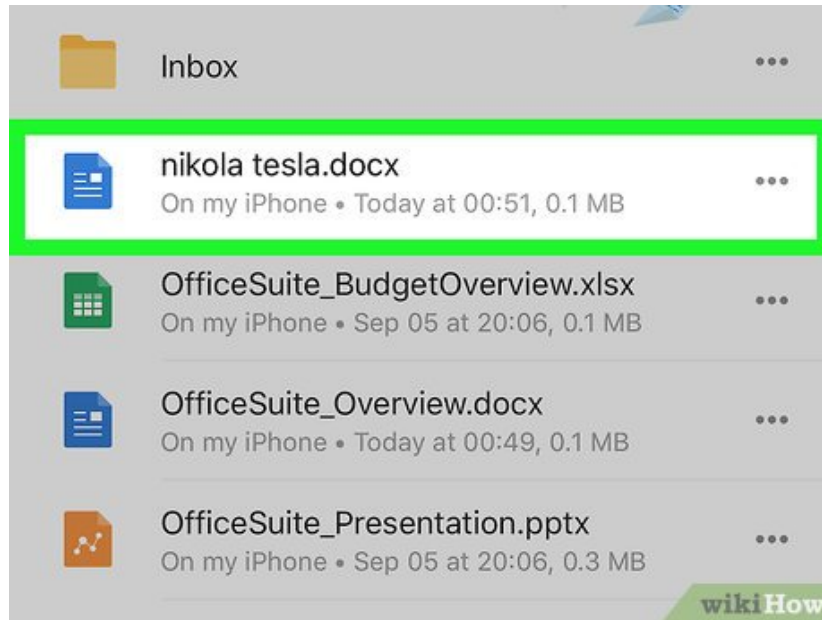 Inbox
nikola tesla.docx
On my iPhone • Today at 00:51, 0.1 MB
OfficeSuite_BudgetOverview.xlsx
On my iPhone • Sep 05 at 20:06, 0.1 MB
OfficeSuite_Overview.docx
On my iPhone • Today at 00:49, 0.1 MB
OfficeSuite_Presentation.pptx
On my iPhone • Sep 05 at 20:06, 0.3 MB
wikiHow